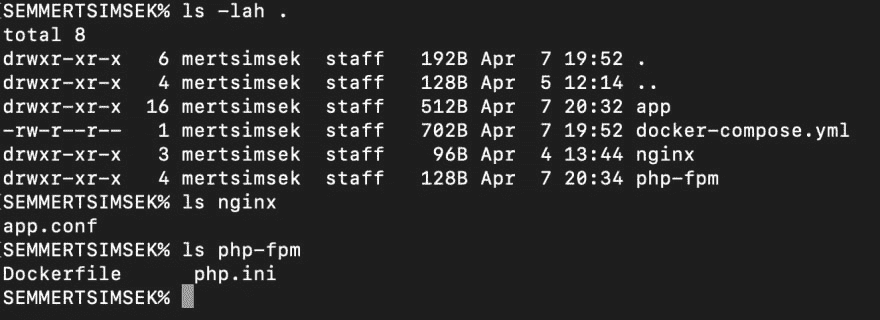 (SEMMERTSIMSEK% ls -lah .
total 8
drwxr-xr-x   6 mertsimsek  staff   192B Apr  7 19:52 .
drwxr-xr-x   4 mertsimsek  staff   128B Apr  5 12:14 ..
drwxr-xr-x  16 mertsimsek  staff   512B Apr  7 20:32 app
-rw-r--r--   1 mertsimsek  staff   702B Apr  7 19:52 docker-compose.yml
drwxr-xr-x   3 mertsimsek  staff    96B Apr  4 13:44 nginx
drwxr-xr-x   4 mertsimsek  staff   128B Apr  7 20:34 php-fpm
(SEMMERTSIMSEK% ls nginx
app.conf
(SEMMERTSIMSEK% ls php-fpm
Dockerfile      php.ini
SEMMERTSIMSEK%